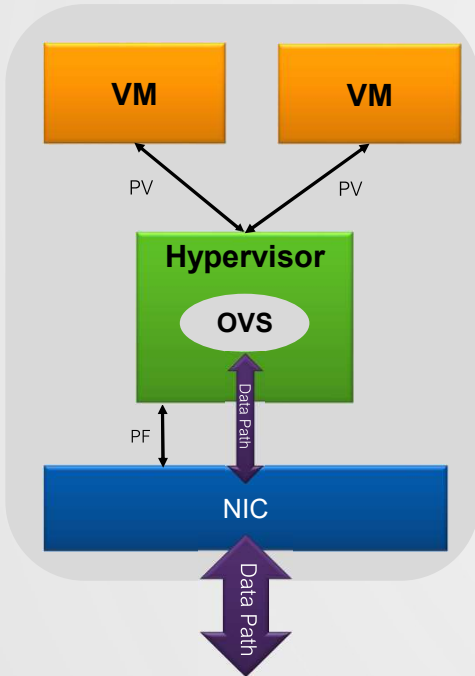 VM
VM
PV
PV
Hypervisor
OVS
Data Path
PF
NIC
Data Path